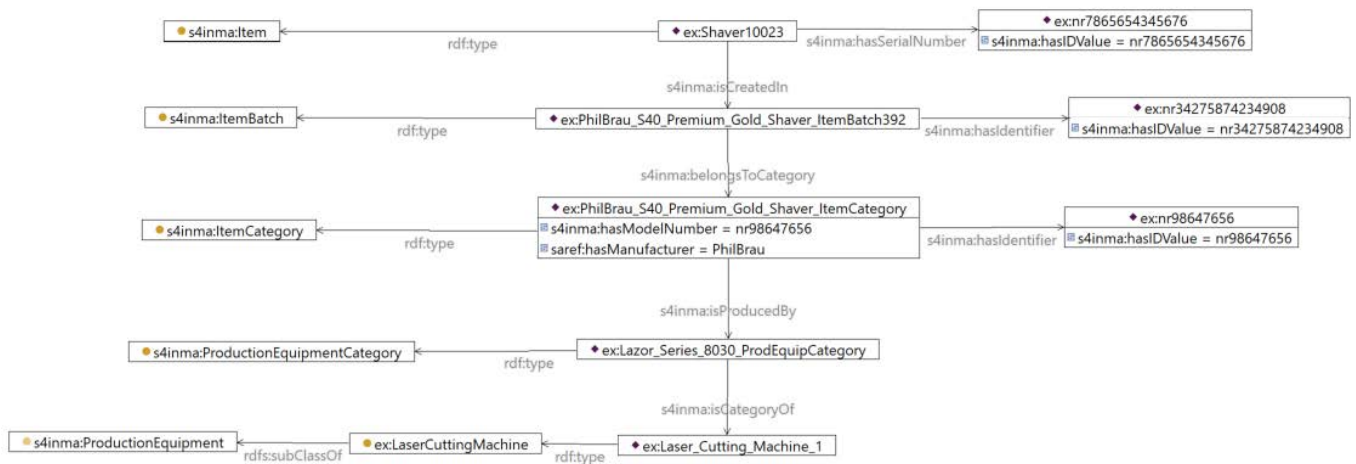 s4inma:Item
rdf:type
ex:Shaver10023
s4inma:hasSerialNumber
ex:nr7865654345676
s4inma:hasIDValue = nr7865654345676
s4inma:isCreatedIn
s4inma:ItemBatch
rdf:type
ex:PhilBrau_S40_Premium_Gold_Shaver_ItemBatch392
s4inma:hasIdentifier
ex:nr34275874234908
s4inma:hasIDValue = nr34275874234908
s4inma:belongsToCategory
s4inma:ItemCategory
rdf:type
ex:PhilBrau_S40_Premium_Gold_Shaver_ItemCategory
s4inma:hasModelNumber = nr98647656
saref:hasManufacturer = PhilBrau
s4inma:hasIdentifier
ex:nr98647656
s4inma:hasIDValue = nr98647656
s4inma:isProducedBy
s4inma:ProductionEquipmentCategory
rdf:type
ex:Lazor_Series_8030_ProdEquipCategory
s4inma:isCategoryOf
s4inma:ProductionEquipment
rdfs:subClassOf
ex:LaserCuttingMachine
rdf:type
ex:Laser_Cutting_Machine_1